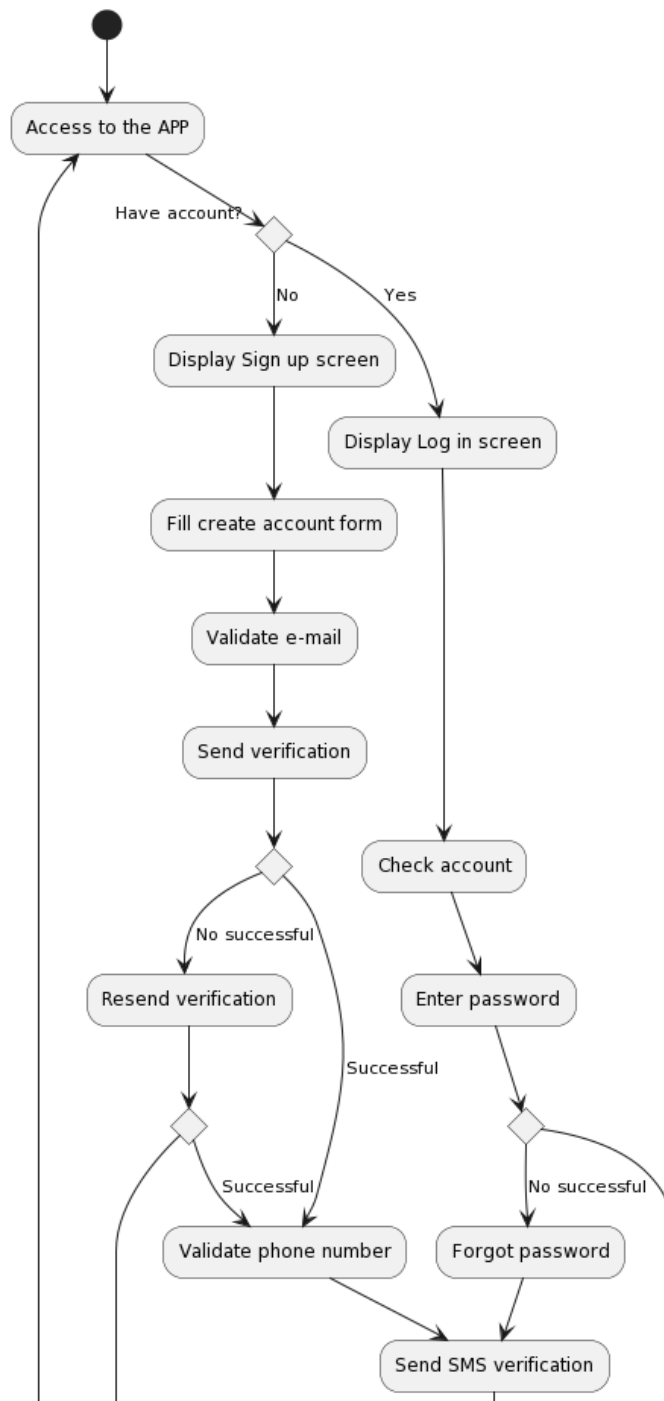 Access to the APP
Have account?
No
Yes
Display Sign up screen
Display Log in screen
Fill create account form
Validate e-mail
Send verification
Check account
No successful
Resend verification
Enter password
Successful
Successful
No successful
Validate phone number
Forgot password
Send SMS verification